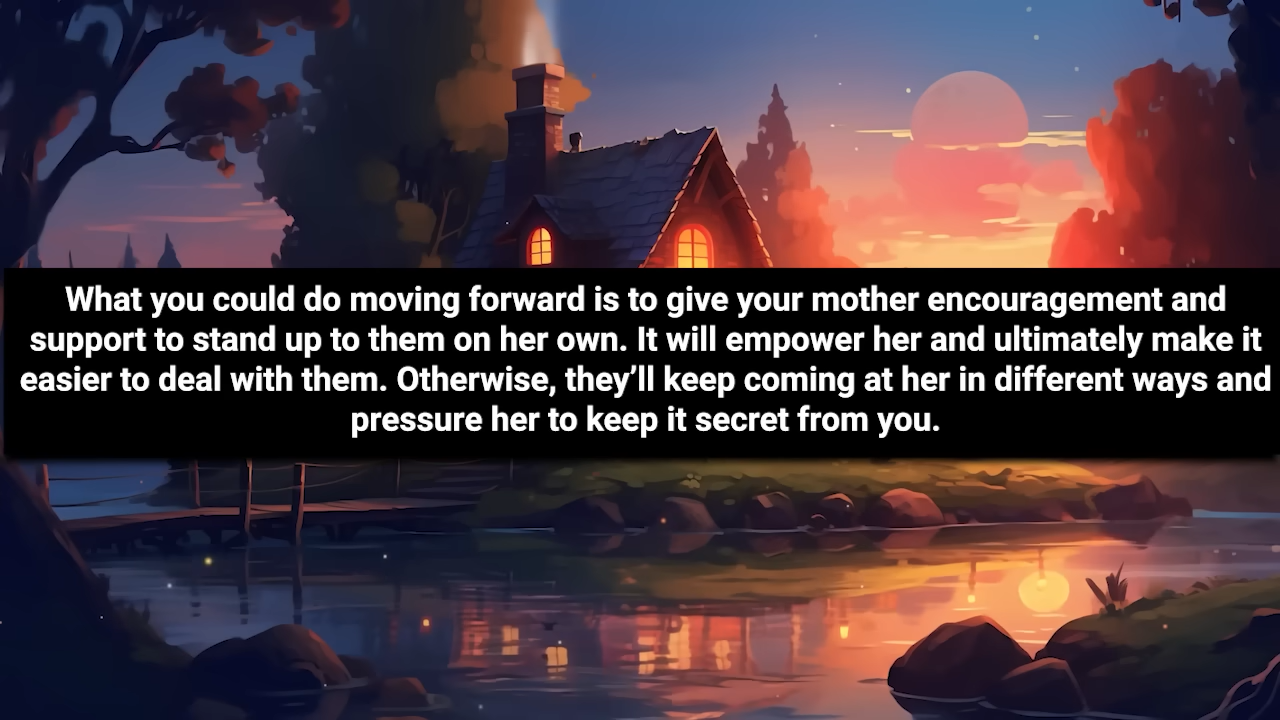 What you could do moving forward is to give your mother encouragement and
support to stand up to them on her own. It will empower her and ultimately make it
easier to deal with them. Otherwise, they’ll keep coming at her in different ways and
pressure her to keep it secret from you.